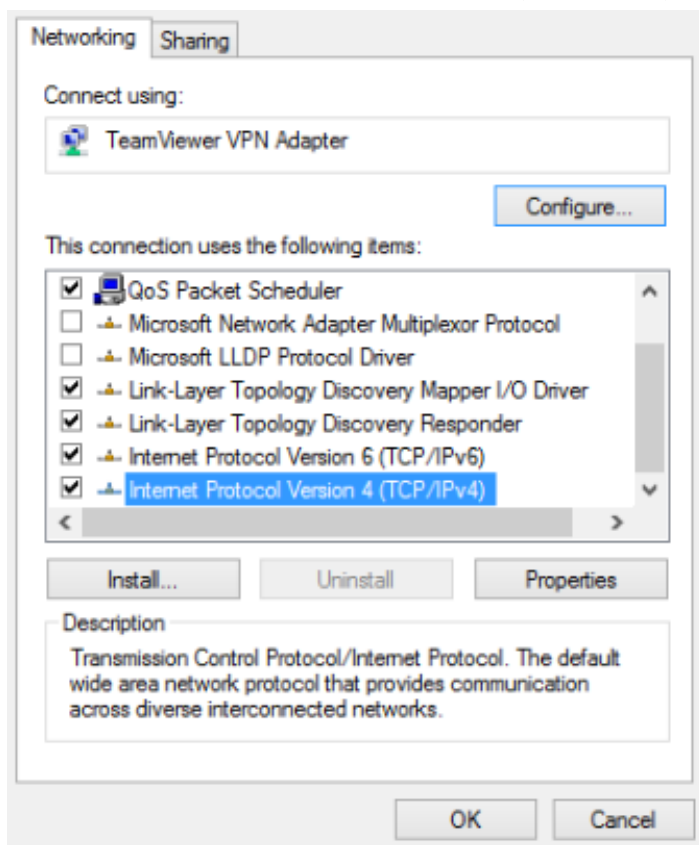 Networking Sharing
Connect using:
TeamViewer VPN Adapter
Configure...
This connection uses the following items:
QoS Packet Scheduler
Microsoft Network Adapter Multiplexor Protocol
Microsoft LLDP Protocol Driver
Link-Layer Topology Discovery Mapper I/O Driver
Link-Layer Topology Discovery Responder
Internet Protocol Version 6 (TCP/IPv6)
Internet Protocol Version 4 (TCP/IPv4)
Install... Uninstall Properties
Description
Transmission Control Protocol/Internet Protocol. The default
wide area network protocol that provides communication
across diverse interconnected networks.
OK Cancel